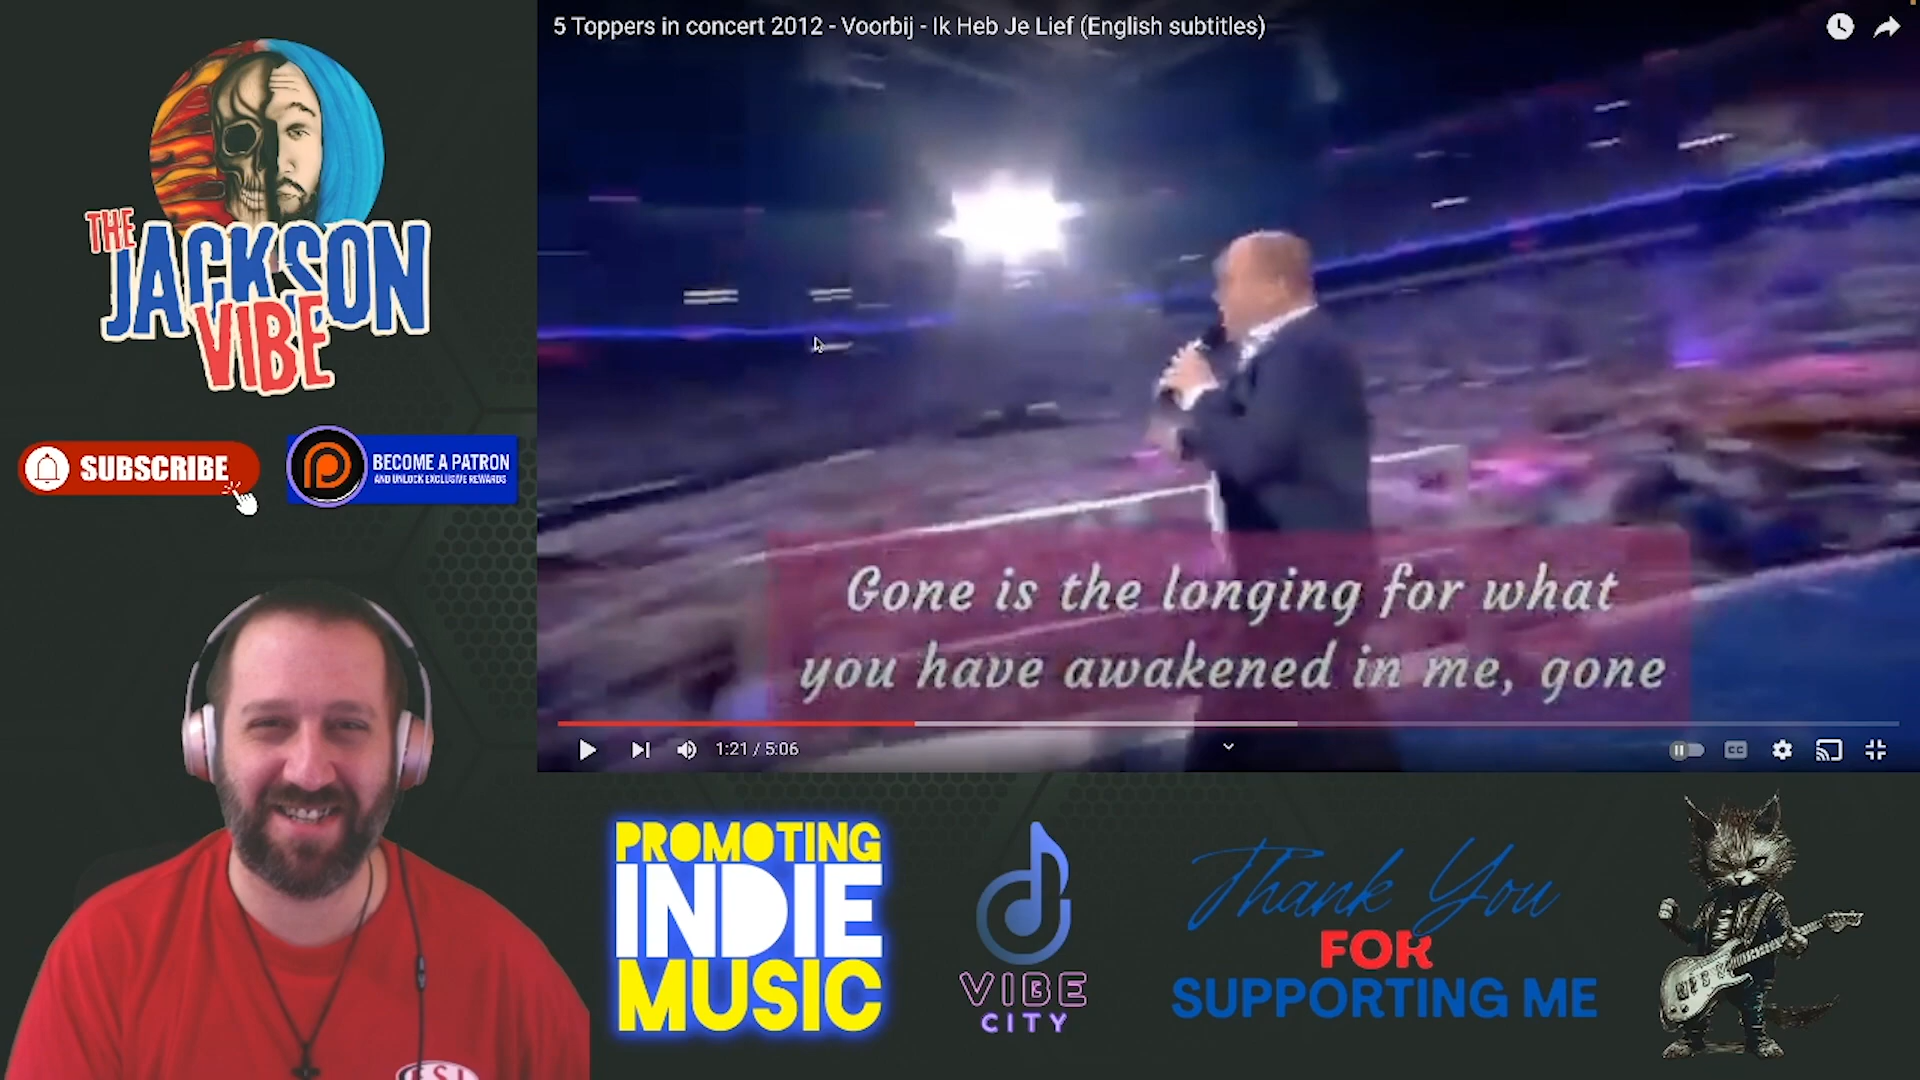 5 Toppers in concert 2012 - Voorbij - Ik Heb Je Lief (English subtitles)
THE
JACKSON
VIBE
SUBSCRIBE
BECOME A PATRON
AND UNLOCK EXCLUSIVE REWARDS
Gone is the longing for what
you have awakened in me, gone
1:21 / 5:06
CC
PROMOTING
INDIE
MUSIC
VIBE
CITY
Thank You
FOR
SUPPORTING ME